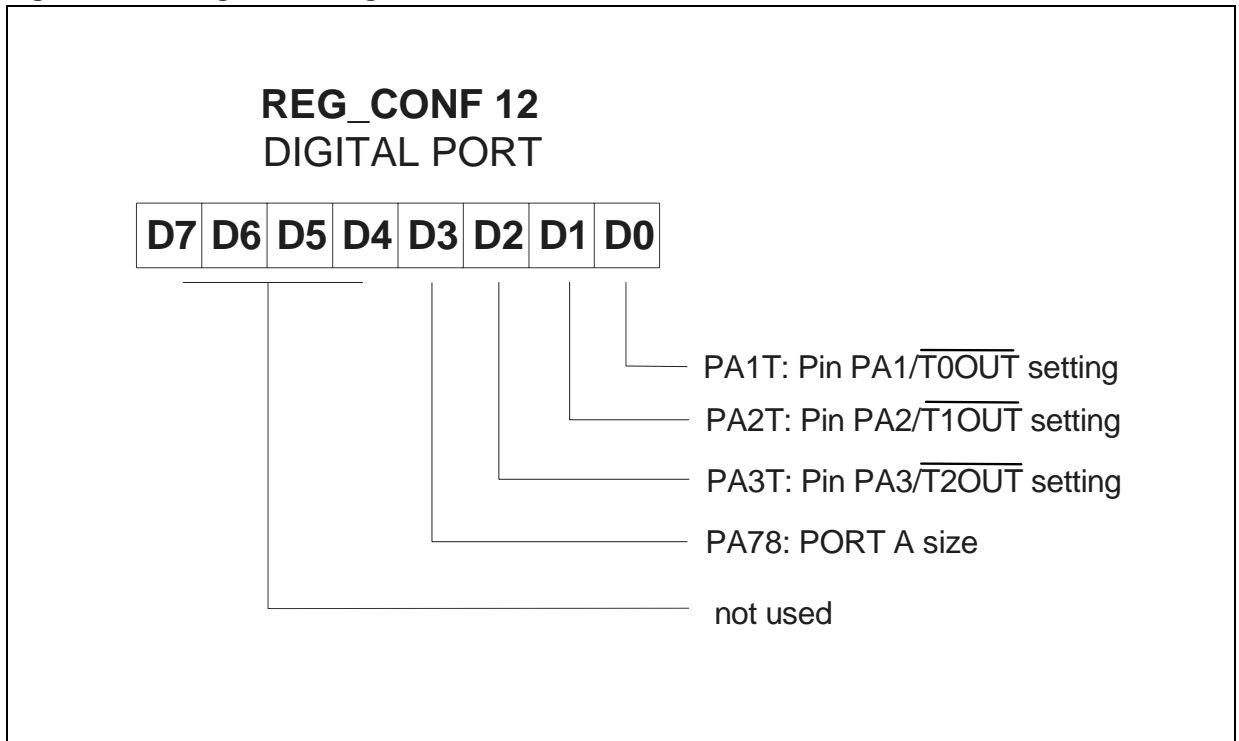 REG_CONF 12
DIGITAL PORT
D7 D6 D5 D4 D3 D2 D1 D0
PA1T: Pin PA1/T0OUT setting
PA2T: Pin PA2/T1OUT setting
PA3T: Pin PA3/T2OUT setting
PA78: PORT A size
not used